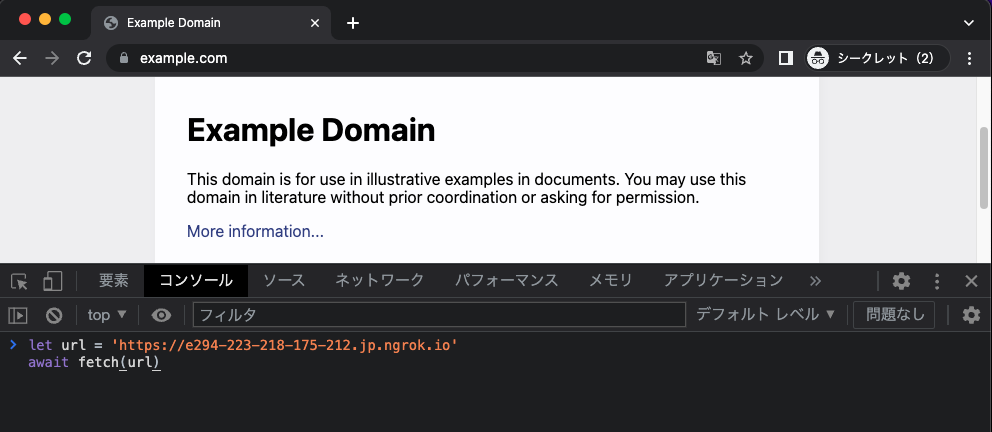 Example Domain
example.com
シークレット（2）
Example Domain
This domain is for use in illustrative examples in documents. You may use this
domain in literature without prior coordination or asking for permission.
More information...
要素 コンソール ソース ネットワーク パフォーマンス メモリ アプリケーション »
top ▼ フィルタ デフォルト レベル ▼ 問題なし
let url = 'https://e294-223-218-175-212.jp.ngrok.io'
await fetch(url)